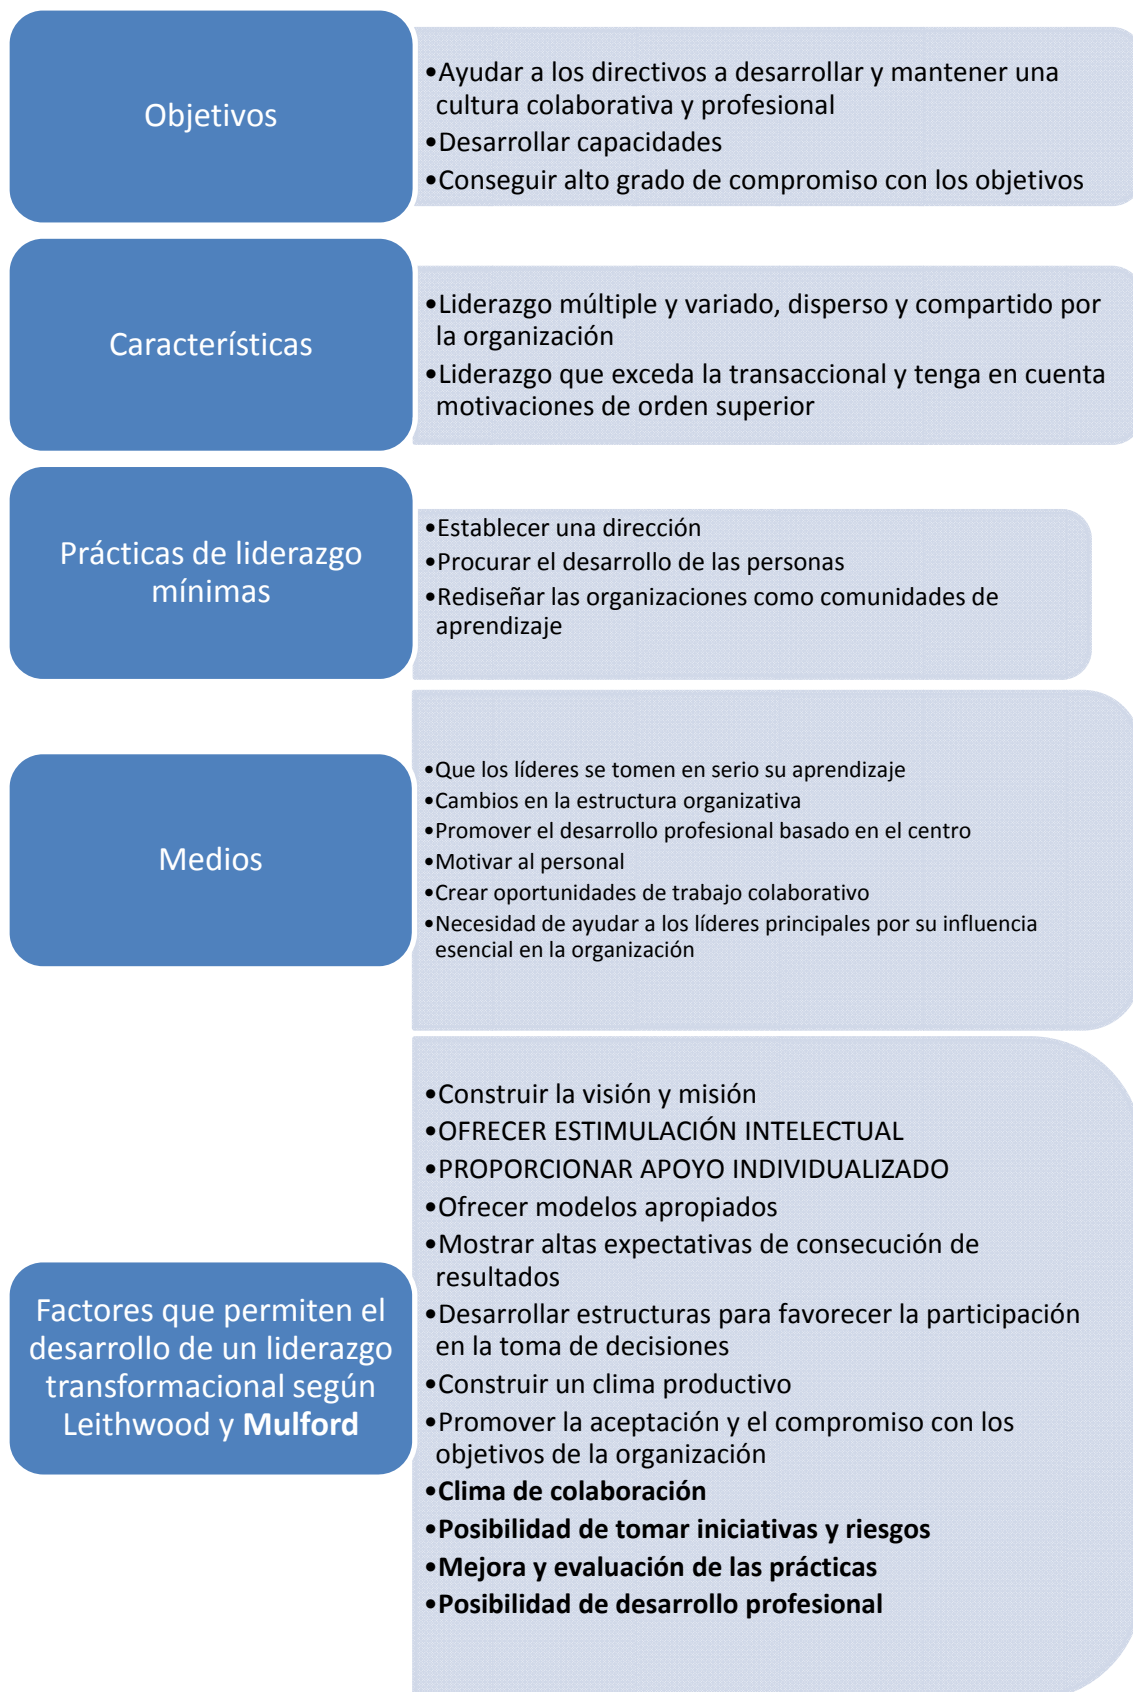 Objetivos
•Ayudar a los directivos a desarrollar y mantener una
cultura colaborativa y profesional
•Desarrollar capacidades
•Conseguir alto grado de compromiso con los objetivos
Características
•Liderazgo múltiple y variado, disperso y compartido por
la organización
•Liderazgo que exceda la transaccional y tenga en cuenta
motivaciones de orden superior
Prácticas de liderazgo
mínimas
•Establecer una dirección
•Procurar el desarrollo de las personas
•Rediseñar las organizaciones como comunidades de
aprendizaje
Medios
•Que los líderes se tomen en serio su aprendizaje
•Cambios en la estructura organizativa
•Promover el desarrollo profesional basado en el centro
•Motivar al personal
•Crear oportunidades de trabajo colaborativo
•Necesidad de ayudar a los líderes principales por su influencia
esencial en la organización
Factores que permiten el
desarrollo de un liderazgo
transformacional según
Leithwood y Mulford
•Construir la visión y misión
•OFRECER ESTIMULACIÓN INTELECTUAL
•PROPORCIONAR APOYO INDIVIDUALIZADO
•Ofrecer modelos apropiados
•Mostrar altas expectativas de consecución de
resultados
•Desarrollar estructuras para favorecer la participación
en la toma de decisiones
•Construir un clima productivo
•Promover la aceptación y el compromiso con los
objetivos de la organización
•Clima de colaboración
•Posibilidad de tomar iniciativas y riesgos
•Mejora y evaluación de las prácticas
•Posibilidad de desarrollo profesional